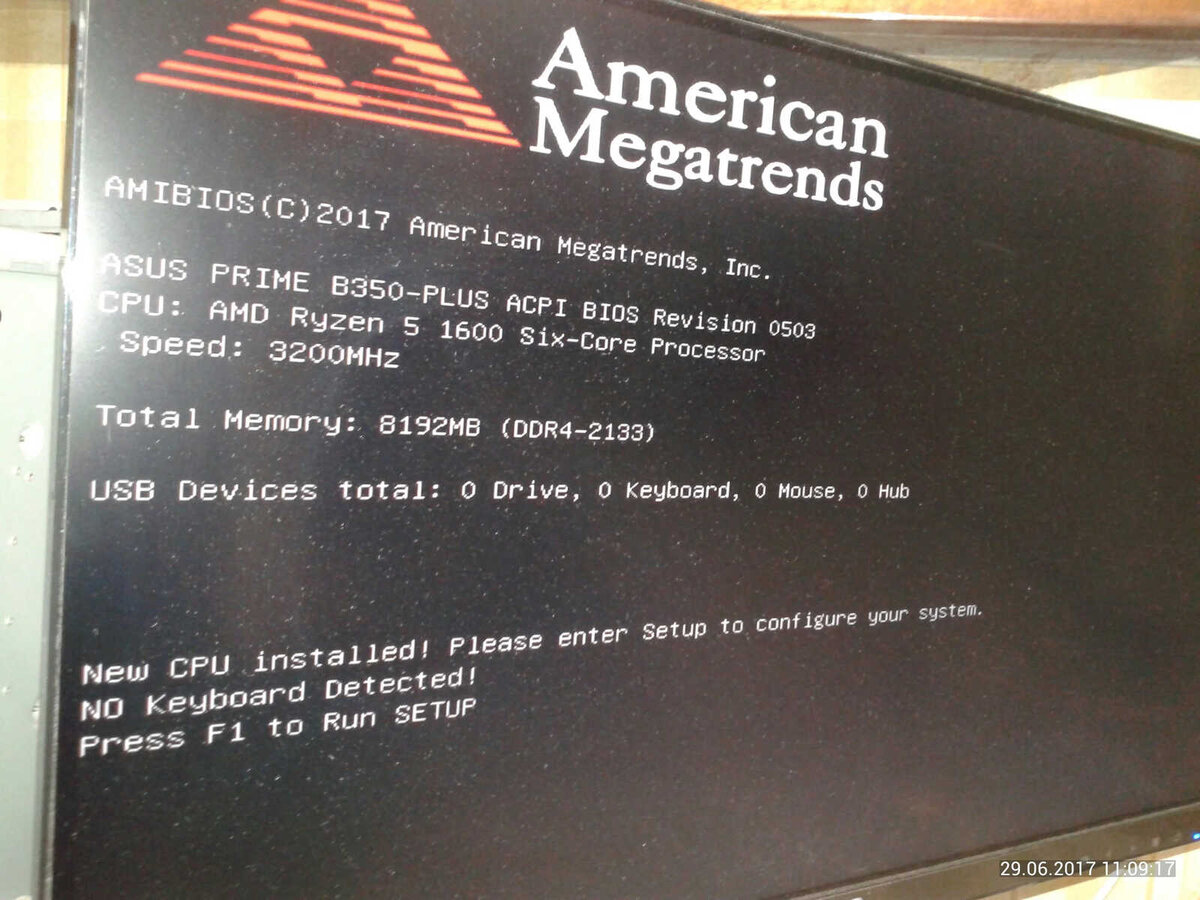 American
Megatrends
AMIBIOS(C)2017 American Megatrends, Inc.
ASUS PRIME B350-PLUS ACPI BIOS Revision 0503
CPU: AMD Ryzen 5 1600 Six-Core Processor
Speed: 3200MHz
Total Memory: 8192MB (DDR4-2133)
USB Devices total: 0 Drive, 0 Keyboard, 0 Mouse, 0 Hub
New CPU installed! Please enter Setup to configure your system.
NO Keyboard Detected!
Press F1 to Run SETUP
29.06.2017 11:09:17